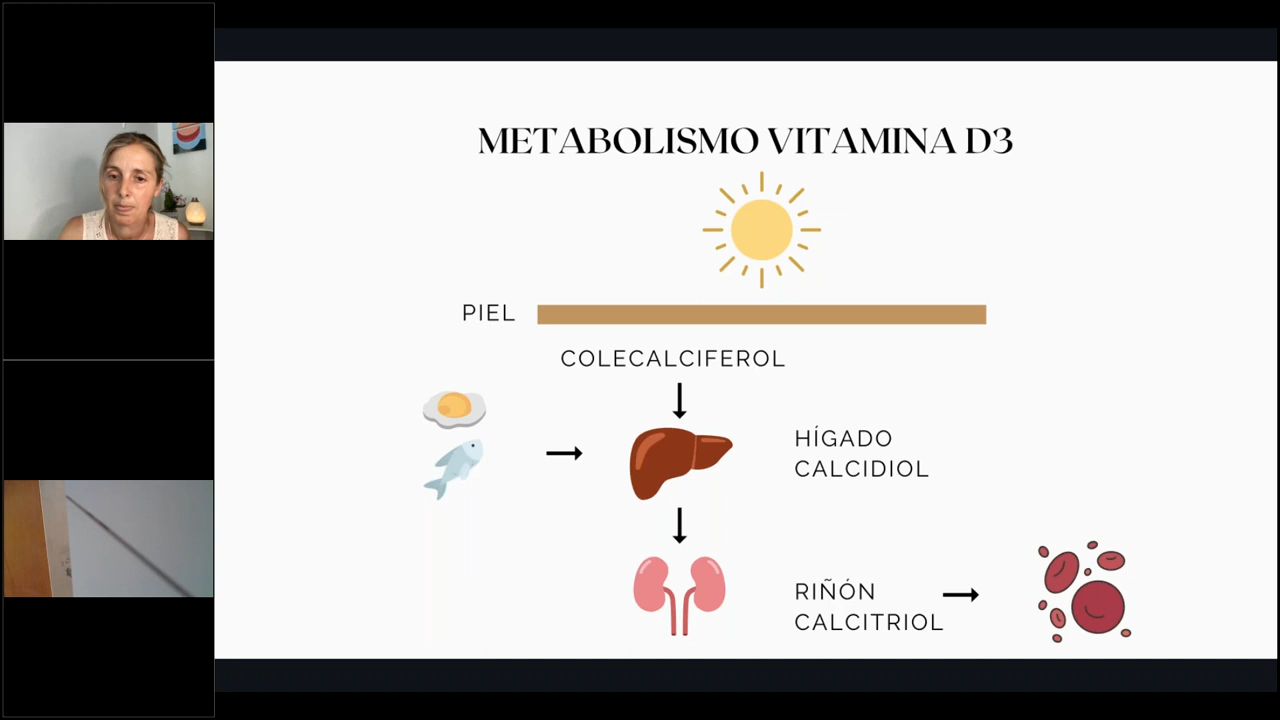 METABOLISMO VITAMINA D3
PIEL
COLECALCIFEROL
HÍGADO
CALCIDIOL
RIÑÓN
CALCITRIOL